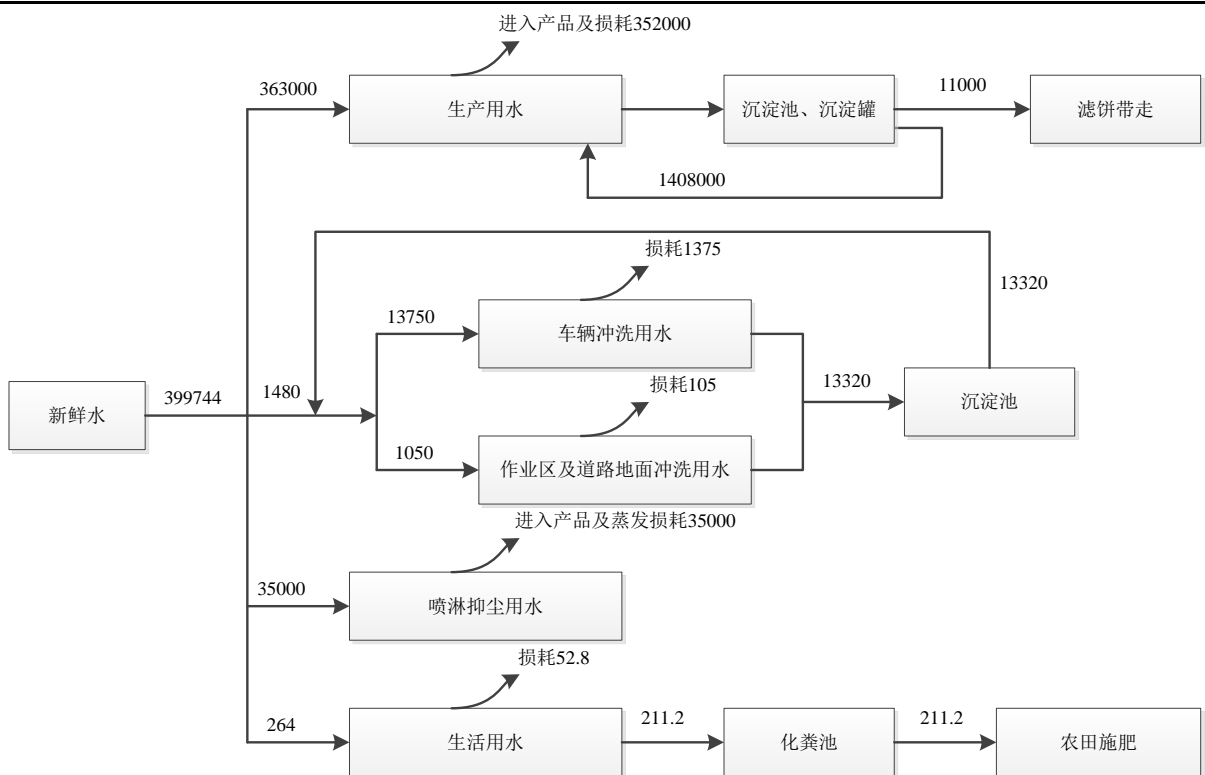 进入产品及损耗352000
363000
生产用水
沉淀池、沉淀罐
11000
滤饼带走
1408000
损耗1375
13320
13750
车辆冲洗用水
新鲜水
399744
1480
损耗105
13320
沉淀池
1050
作业区及道路地面冲洗用水
进入产品及蒸发损耗35000
35000
喷淋抑尘用水
损耗52.8
264
生活用水
211.2
化粪池
211.2
农田施肥